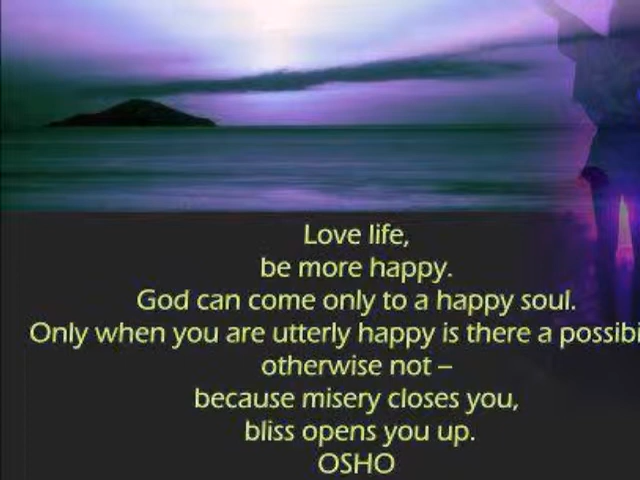 Love life,
be more happy.
God can come only to a happy soul.
Only when you are utterly happy is there a possibi
otherwise not –
because misery closes you,
bliss opens you up.
OSHO